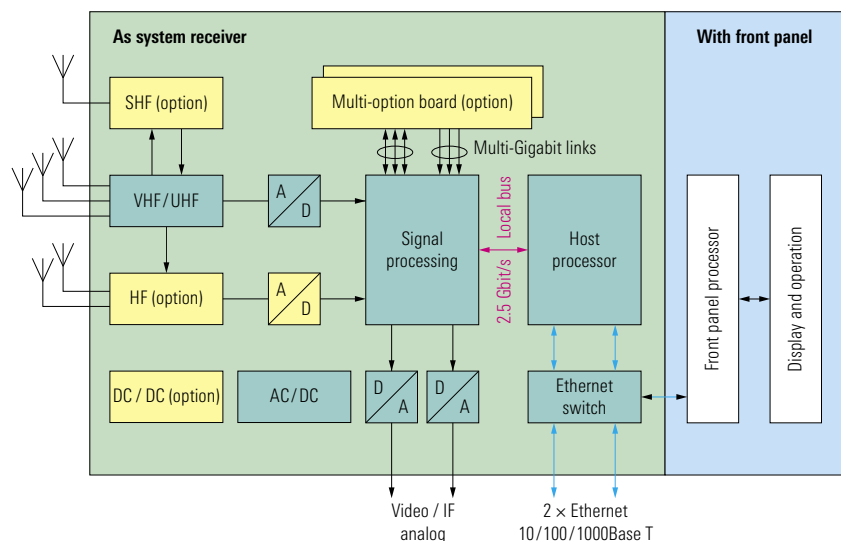 As system receiver
With front panel
SHF (option)
Multi-option board (option)
Multi-Gigabit links
VHF / UHF
A
D
Signal
processing
2.5 Gbit/s Local bus
Host
processor
HF (option)
A
D
Front panel processor
Display and operation
DC / DC (option)
AC / DC
D
A
D
A
Ethernet
switch
Video / IF
analog
2 × Ethernet
10/100/1000Base T